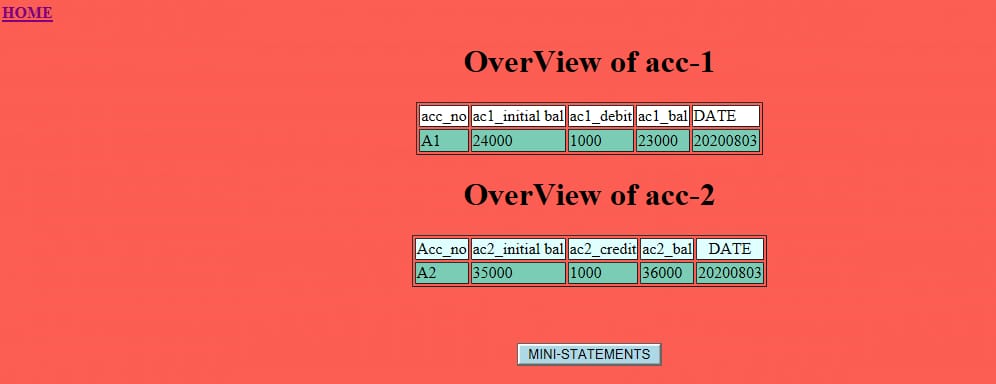 HOME
OverView of acc-1
acc_no ac1_initial bal ac1_debit ac1_bal DATE
A1 24000 1000 23000 20200803
OverView of acc-2
Acc_no ac2_initial bal ac2_credit ac2_bal DATE
A2 35000 1000 36000 20200803
MINI-STATEMENTS